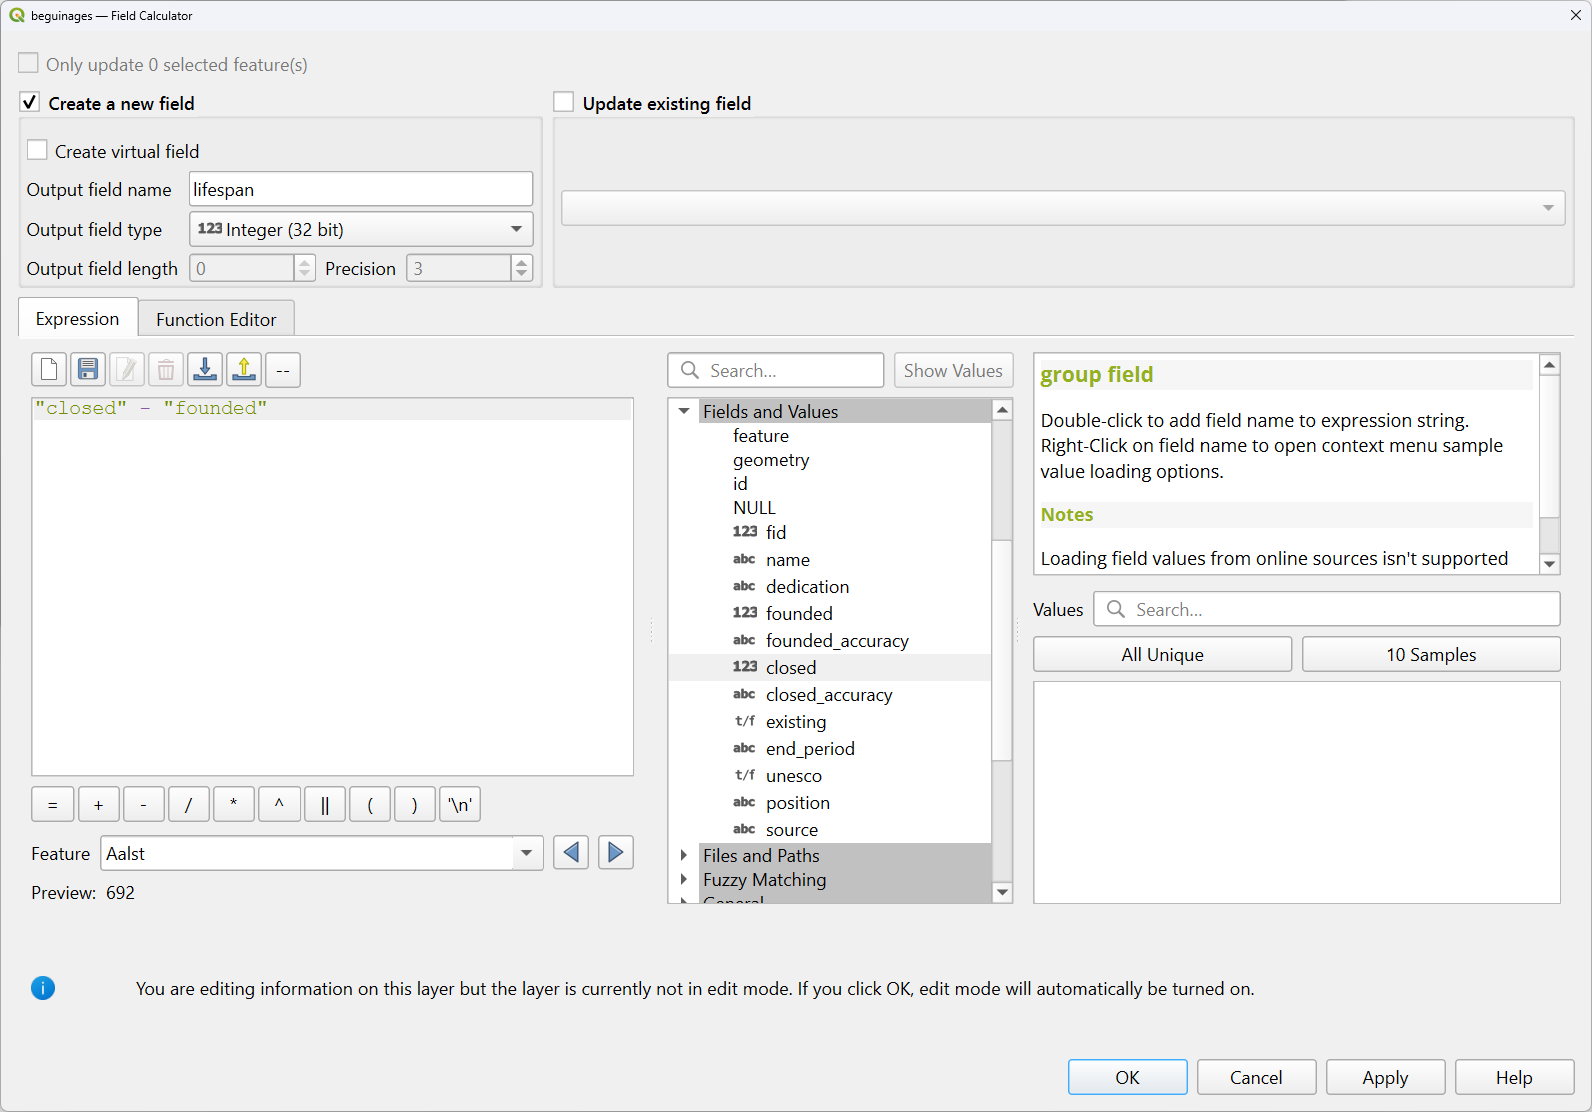 beguinages — Field Calculator
Only update 0 selected feature(s)
Create a new field
Update existing field
Create virtual field
Output field name lifespan
Output field type 123 Integer (32 bit)
Output field length 0 Precision 3
Expression Function Editor
--
Search...
Show Values
"closed" - "founded"
= + - / * ^ || ( ) '\n'
Feature Aalst
Preview: 692
Fields and Values
feature
geometry
id
NULL
123 fid
abc name
abc dedication
123 founded
abc founded_accuracy
123 closed
abc closed_accuracy
t/f existing
abc end_period
t/f unesco
abc position
abc source
Files and Paths
Fuzzy Matching
General
group field
Double-click to add field name to expression string.
Right-Click on field name to open context menu sample
value loading options.
Notes
Loading field values from online sources isn't supported
Values Search...
All Unique 10 Samples
i
You are editing information on this layer but the layer is currently not in edit mode. If you click OK, edit mode will automatically be turned on.
OK Cancel Apply Help